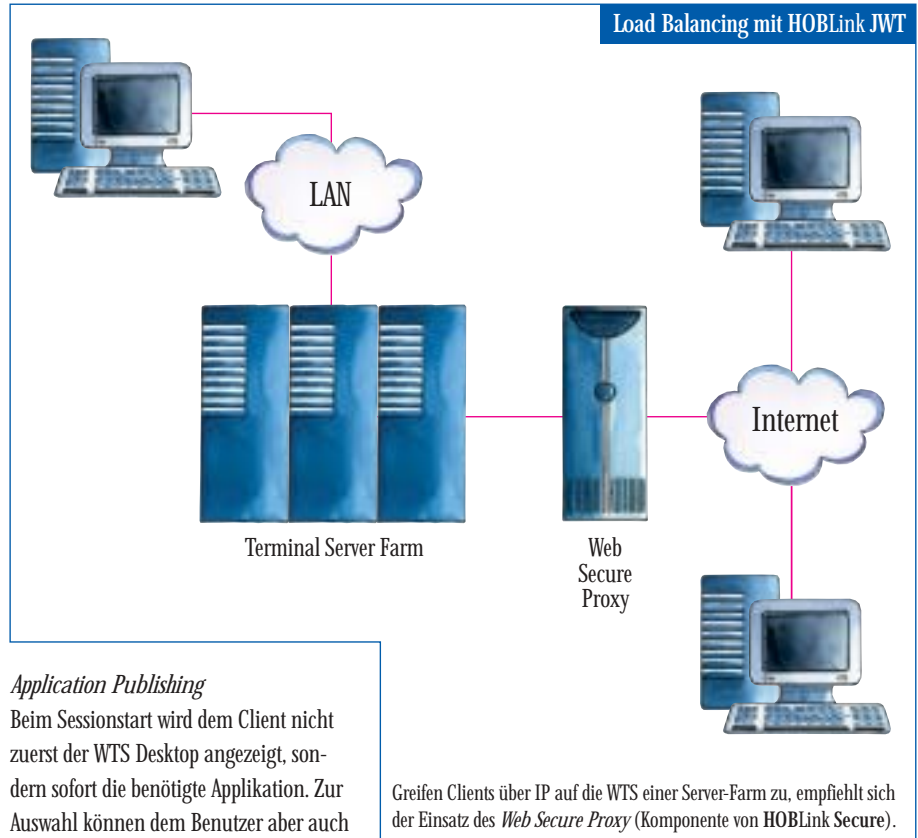 Load Balancing mit HOBLink JWT
LAN
Internet
Terminal Server Farm
Web
Secure
Proxy
Application Publishing
Beim Sessionstart wird dem Client nicht
zuerst der WTS Desktop angezeigt, son-
dern sofort die benötigte Applikation. Zur
Auswahl können dem Benutzer aber auch
Greifen Clients über IP auf die WTS einer Server-Farm zu, empfiehlt sich
der Einsatz des Web Secure Proxy (Komponente von HOBLink Secure).